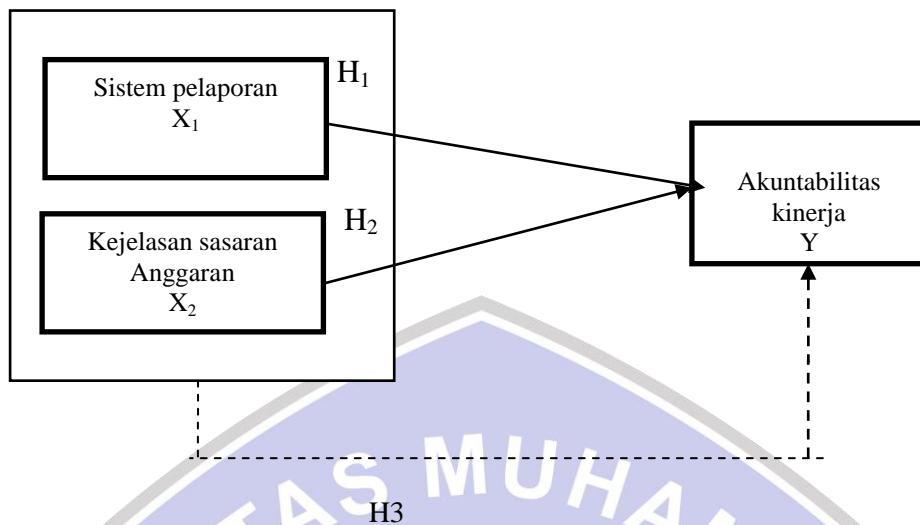 H₁
Sistem pelaporan
X₁
H₂
Kejelasan sasaran
Anggaran
X₂
Akuntabilitas
kinerja
Y
TAS MUHA
H3